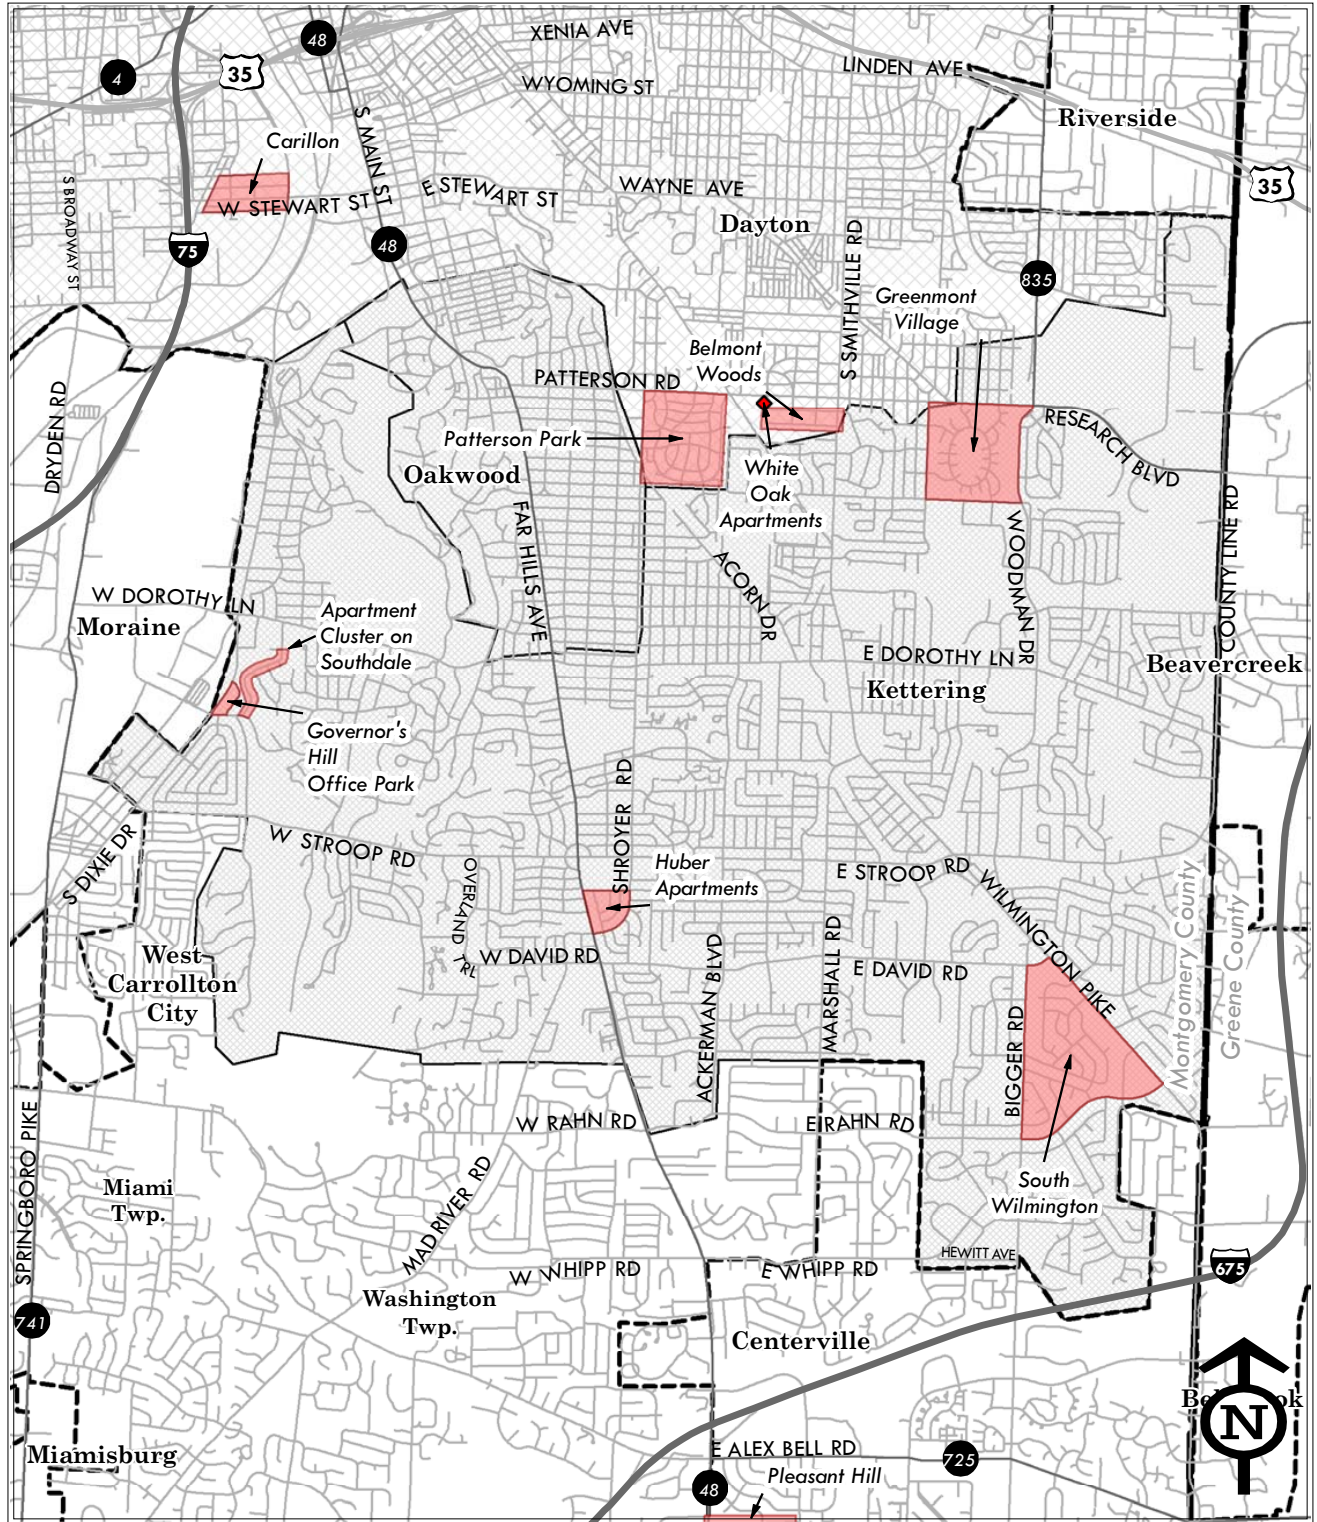 48
XENIA AVE
4
35
LINDEN AVE
WYOMING ST
Riverside
S MAIN ST
Carillon
35
S BROADWAY ST
W STEWART ST
E STEWART ST
WAYNE AVE
Dayton
75
48
S SMITHVILLE RD
835
Greenmont
Village
Belmont
Woods
PATTERSON RD
DRYDEN RD
RESEARCH BLVD
Patterson Park
Oakwood
White
Oak
Apartments
FAR HILLS AVE
COUNTY LINE RD
WOODMAN DR
ACORN DR
W DOROTHY LN
Moraine
Apartment
Cluster on
Southdale
E DOROTHY LN
Beavercreek
Kettering
Governor's
Hill
Office Park
SHROYER RD
S DIXIE DR
W STROOP RD
OVERLAND TRL
Huber
Apartments
E STROOP RD
WILMINGTON PIKE
Montgomery County
Greene County
West
Carrollton
City
W DAVID RD
ACKERMAN BLVD
MARSHALL RD
E DAVID RD
BIGGER RD
SPRINGBORO PIKE
W RAHN RD
E RAHN RD
Miami
Twp.
MAD RIVER RD
South
Wilmington
HEWITT AVE
W WHIPP RD
E WHIPP RD
675
Washington
Twp.
741
Centerville
N
Miamisburg
E ALEX BELL RD
725
Pleasant Hill
48